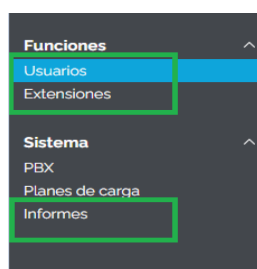 Funciones
Usuarios
Extensiones
Sistema
PBX
Planes de carga
Informes